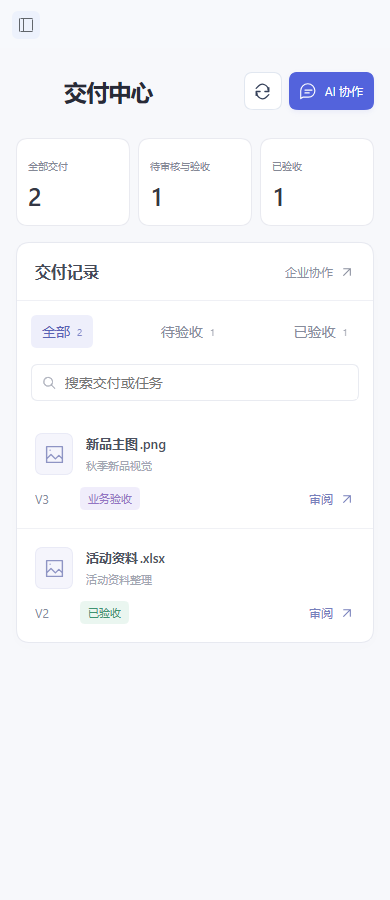 交付中心
AI 协作
全部交付
2
待审核与验收
1
已验收
1
交付记录
企业协作
全部 2
待验收 1
已验收 1
搜索交付或任务
新品主图.png
秋季新品视觉
V3
业务验收
审阅
活动资料.xlsx
活动资料整理
V2
已验收
审阅